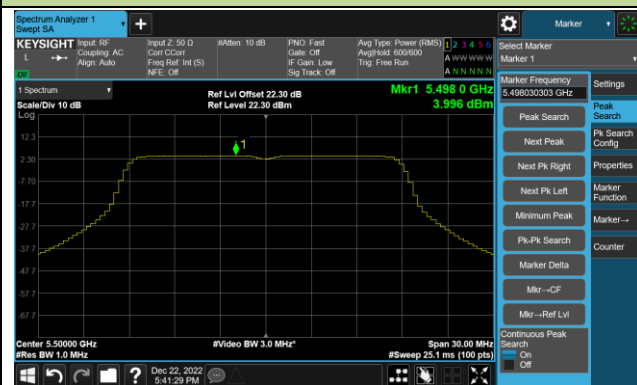 Spectrum Analyzer 1
Swept SA
Marker
KEYSIGHT
Input: RF
Coupling: AC
Align: Auto
Input Z: 50 Ω
Corr CCorr
Freq Ref: Int (S)
NFE: Off
#Atten: 10 dB
PNO: Fast
Gate: Off
IF Gain: Low
Sig Track: Off
Avg Type: Power (RMS)
Avg|Hold: 600/600
Trig: Free Run
1 2 3 4 5 6
A W W W W W
A N N N N N
L
LXI
Select Marker
Marker 1
1 Spectrum
Scale/Div 10 dB
Log
Ref Lvl Offset 22.30 dB
Ref Level 22.30 dBm
Mkr1 5.498 0 GHz
3.996 dBm
1
12.3
2.30
-7.70
-17.7
-27.7
-37.7
-47.7
-57.7
-67.7
Center 5.50000 GHz
#Res BW 1.0 MHz
#Video BW 3.0 MHz*
Span 30.00 MHz
#Sweep 25.1 ms (100 pts)
Marker Frequency
5.498030303 GHz
Peak Search
Next Peak
Next Pk Right
Next Pk Left
Minimum Peak
Pk-Pk Search
Marker Delta
Mkr→CF
Mkr→Ref Lvl
Continuous Peak
Search
On
Off
Settings
Peak
Search
Pk Search
Config
Properties
Marker
Function
Marker→
Counter
Dec 22, 2022
5:41:29 PM